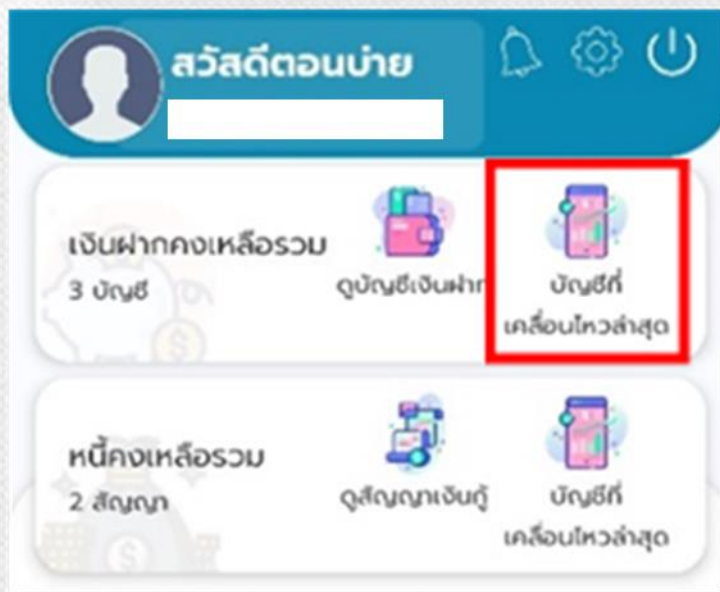 สวัสดีตอนบ่าย
เงินฝากคงเหลือรวม
3 บัญชี
ดูบัญชีเงินฝาก
บัญชีที่
เคลื่อนไหวล่าสุด
หนี้คงเหลือรวม
2 สัญญา
ดูสัญญาเงินกู้
บัญชีที่
เคลื่อนไหวล่าสุด